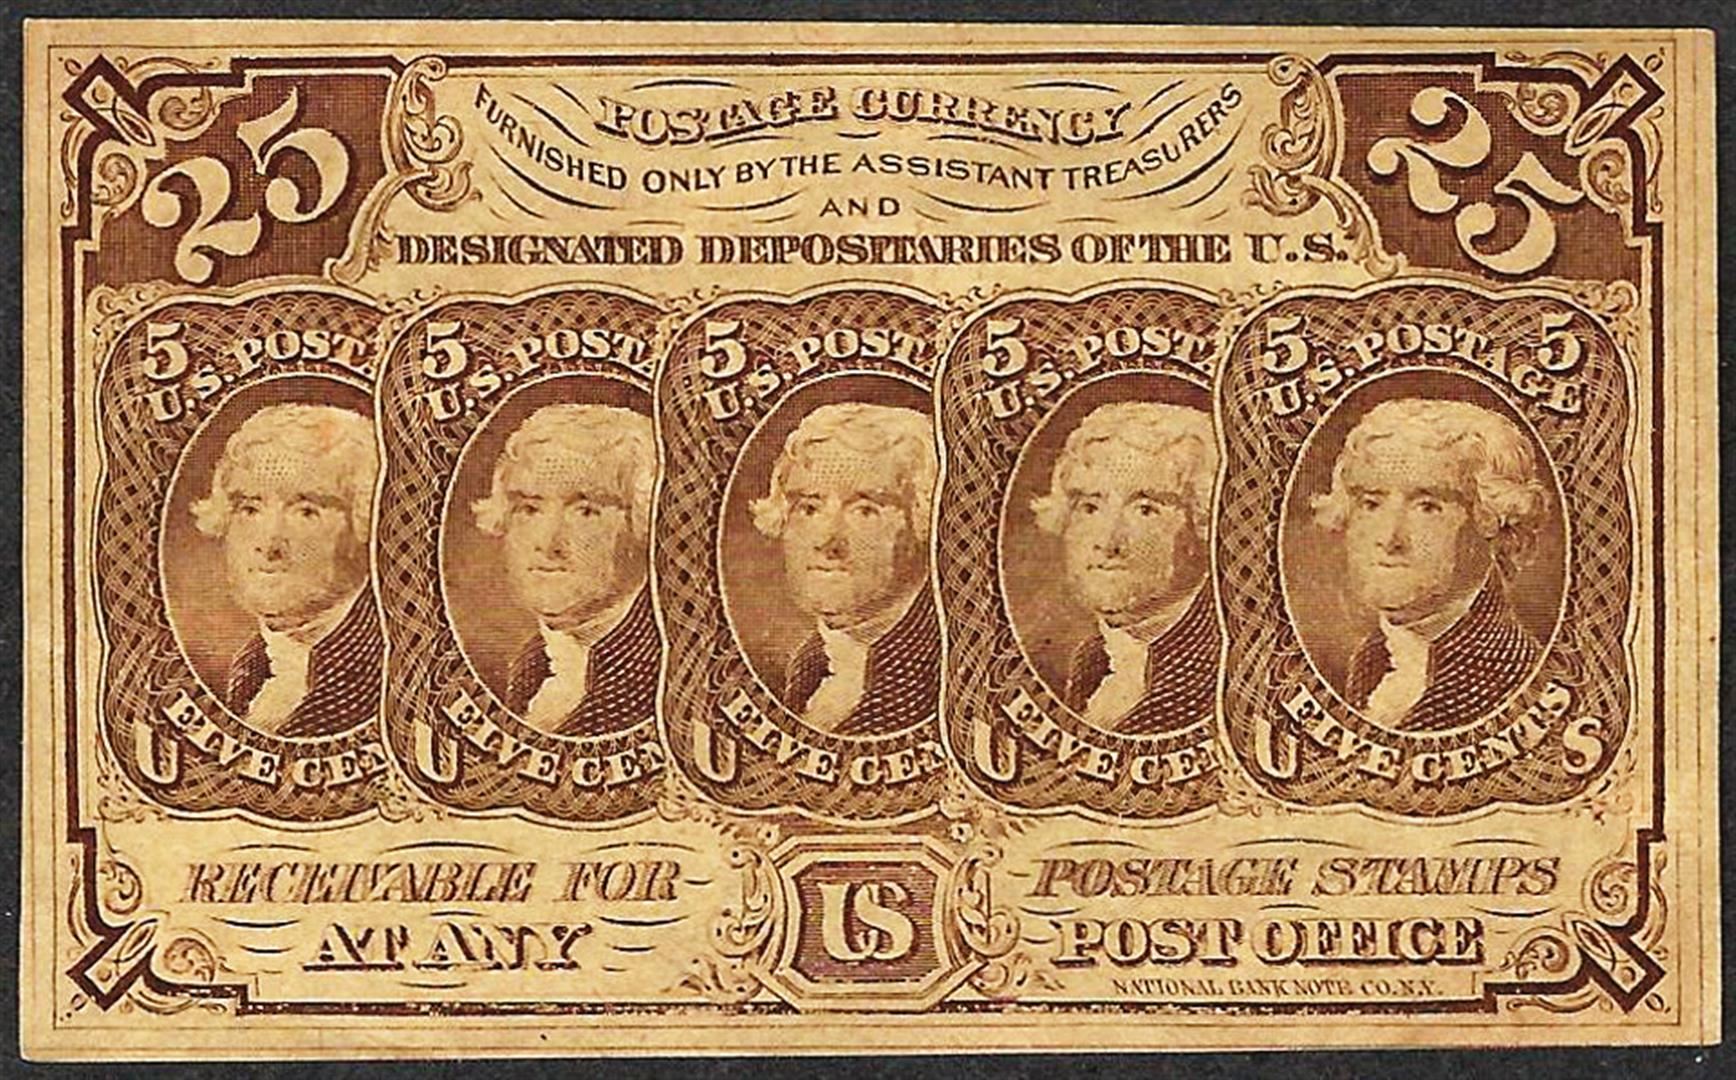 25 POSTAGE CURRENCY 25
FURNISHED ONLY BY THE ASSISTANT TREASURERS
AND
DESIGNATED DEPOSITARIES OF THE U.S.
5 5 5 5 5 5
U.S. POST U.S. POST U.S. POST U.S. POST U.S. POSTAGE
U U U U U S
FIVE CEN FIVE CEN FIVE CEN FIVE CEN FIVE CENTS
RECEIVABLE FOR POSTAGE STAMPS
AT ANY US POST OFFICE
NATIONAL BANK NOTE CO. N.Y.